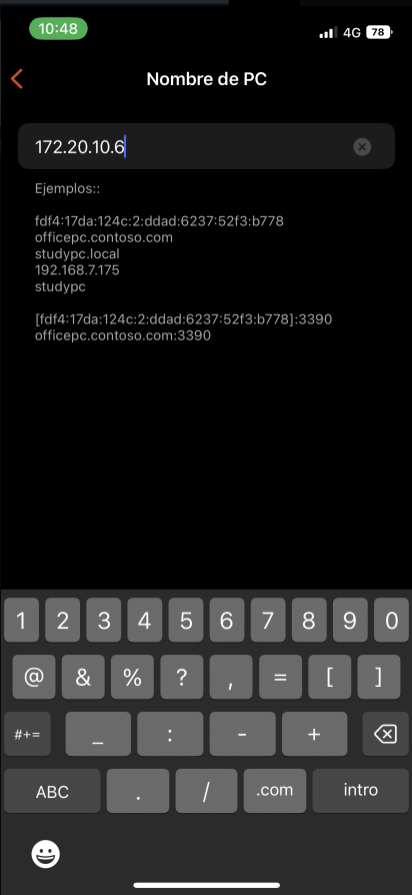 10:48
4G 78
Nombre de PC
172.20.10.6
Ejemplos::
fdf4:17da:124c:2:ddad:6237:52f3:b778
officepc.contoso.com
studypc.local
192.168.7.175
studypc
[fdf4:17da:124c:2:ddad:6237:52f3:b778]:3390
officepc.contoso.com:3390
1 2 3 4 5 6 7 8 9 0
@ & % ? , = [ ]
#+= _ : - +
ABC . / .com intro